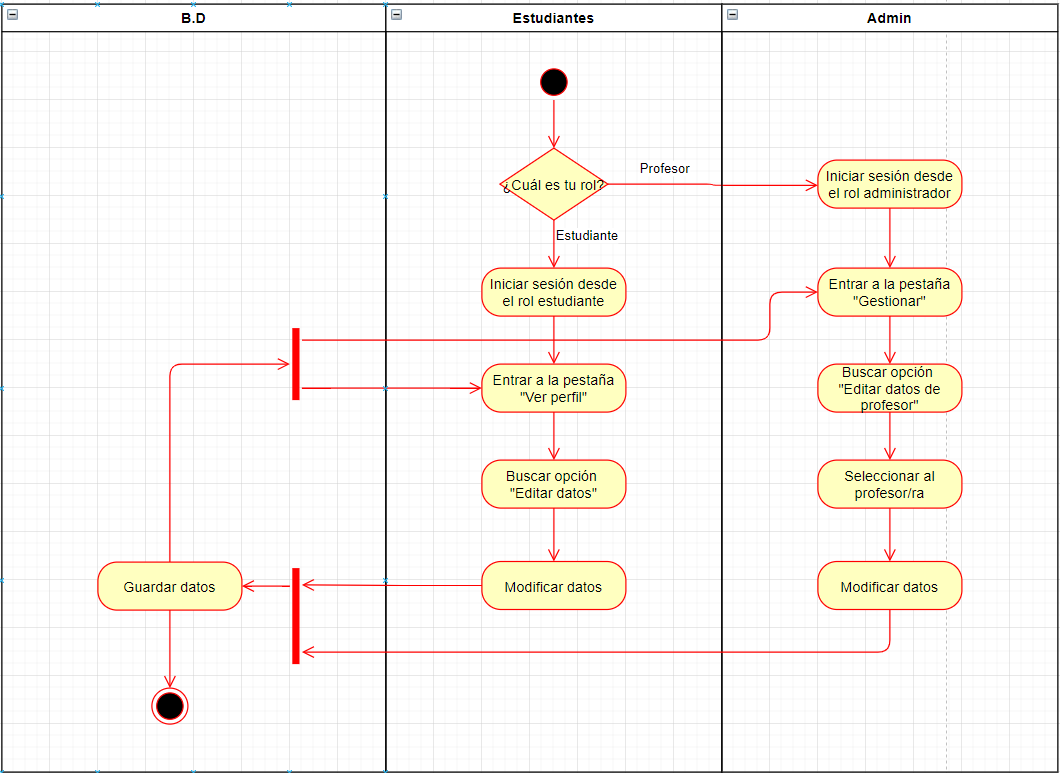 B.D
Estudiantes
Admin
¿Cuál es tu rol?
Profesor
Iniciar sesión desde
el rol administrador
Estudiante
Iniciar sesión desde
el rol estudiante
Entrar a la pestaña
"Gestionar"
Entrar a la pestaña
"Ver perfil"
Buscar opción
"Editar datos de
profesor"
Buscar opción
"Editar datos"
Seleccionar al
profesor/ra
Guardar datos
Modificar datos
Modificar datos